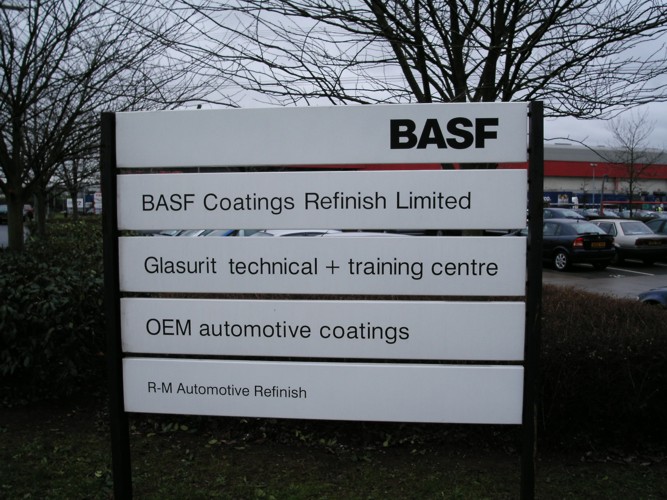 BASF
BASF Coatings Refinish Limited
Glasurit technical + training centre
OEM automotive coatings
R-M Automotive Refinish